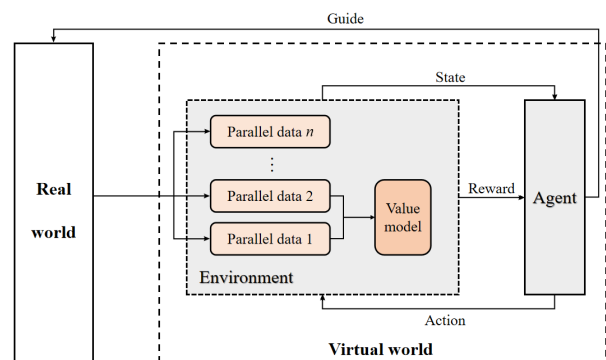 Guide
State
Parallel data n
⋮
Parallel data 2
Parallel data 1
Value
model
Environment
Real
world
Reward
Agent
Action
Virtual world